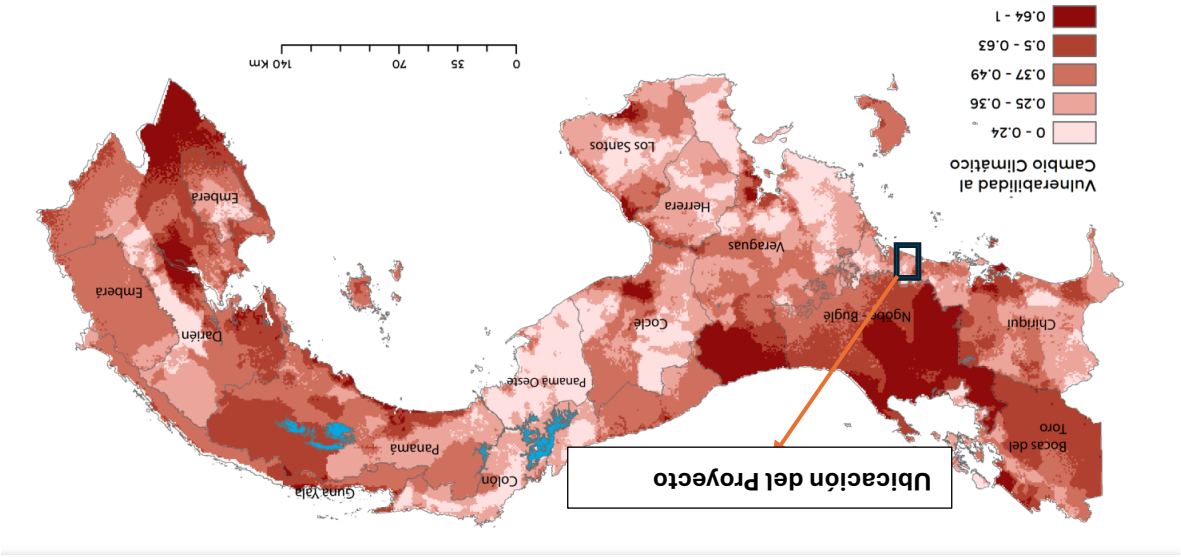 Ubicación del Proyecto
Bocas del
Toro
Chiriquí
Ngöbe - Buglé
Veraguas
Herrera
Los Santos
Coclé
Colón
Panamá Oeste
Panamá
Guna Yala
Darién
Emberá
Emberá
Vulnerabilidad al
Cambio Climático
0 - 0.24
0.25 - 0.36
0.37 - 0.49
0.5 - 0.63
0.64 - 1
0 35 70 140 Km